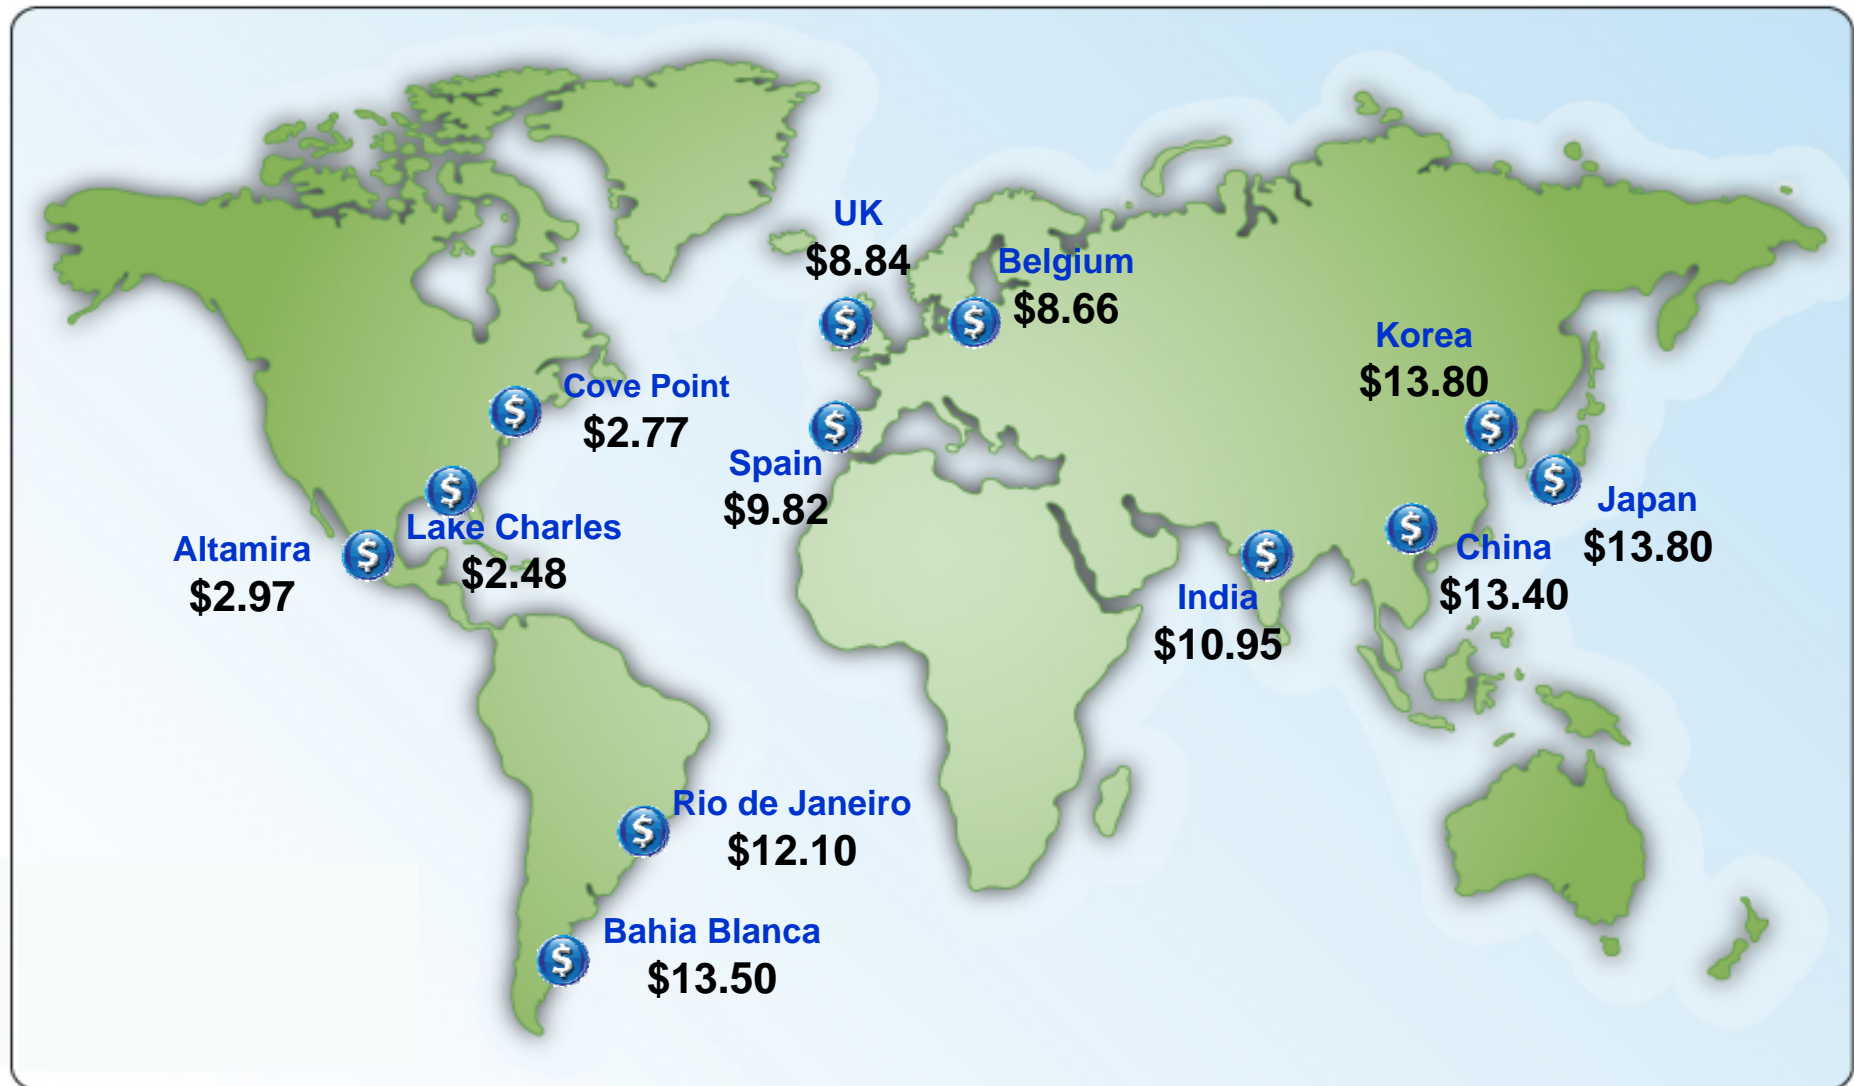 UK
$8.84
Belgium
$8.66
Korea
$13.80
Cove Point
$2.77
Spain
$9.82
Japan
$13.80
Lake Charles
$2.48
Altamira
$2.97
China
$13.40
India
$10.95
Rio de Janeiro
$12.10
Bahia Blanca
$13.50
$
$
$
$
$
$
$
$
$
$
$
$